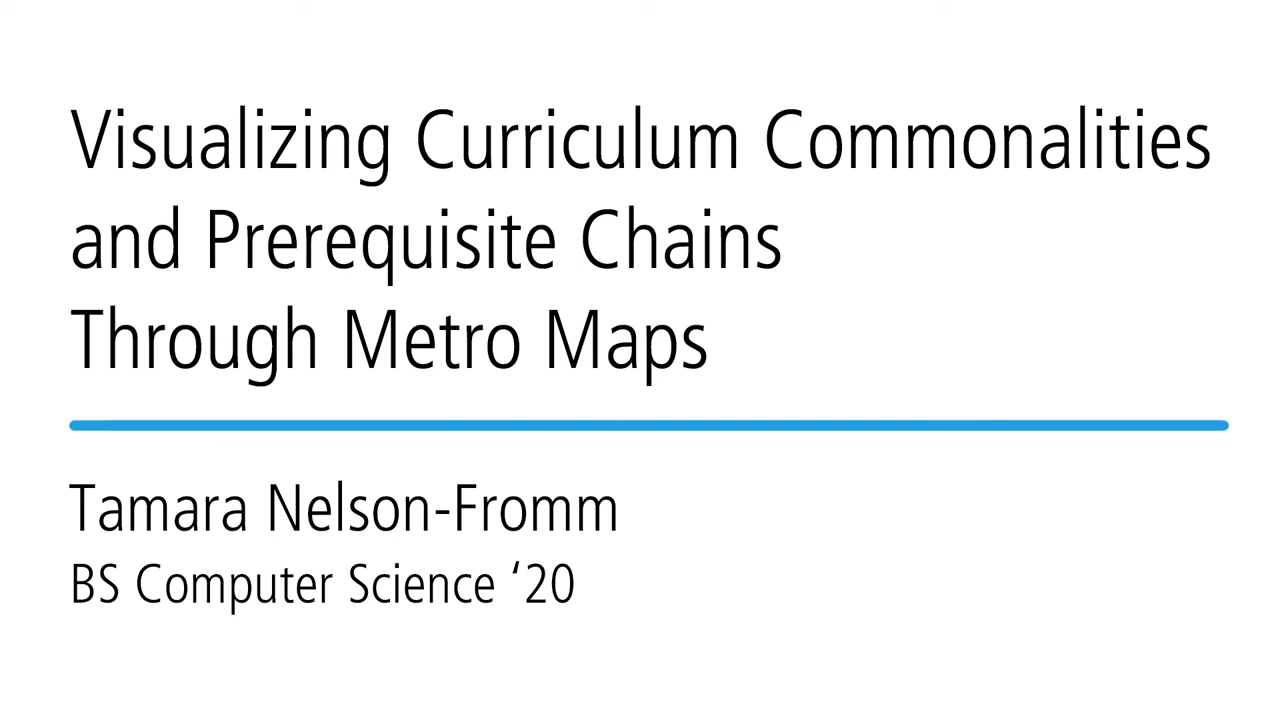 Visualizing Curriculum Commonalities
and Prerequisite Chains
Through Metro Maps
Tamara Nelson-Fromm
BS Computer Science ‘20